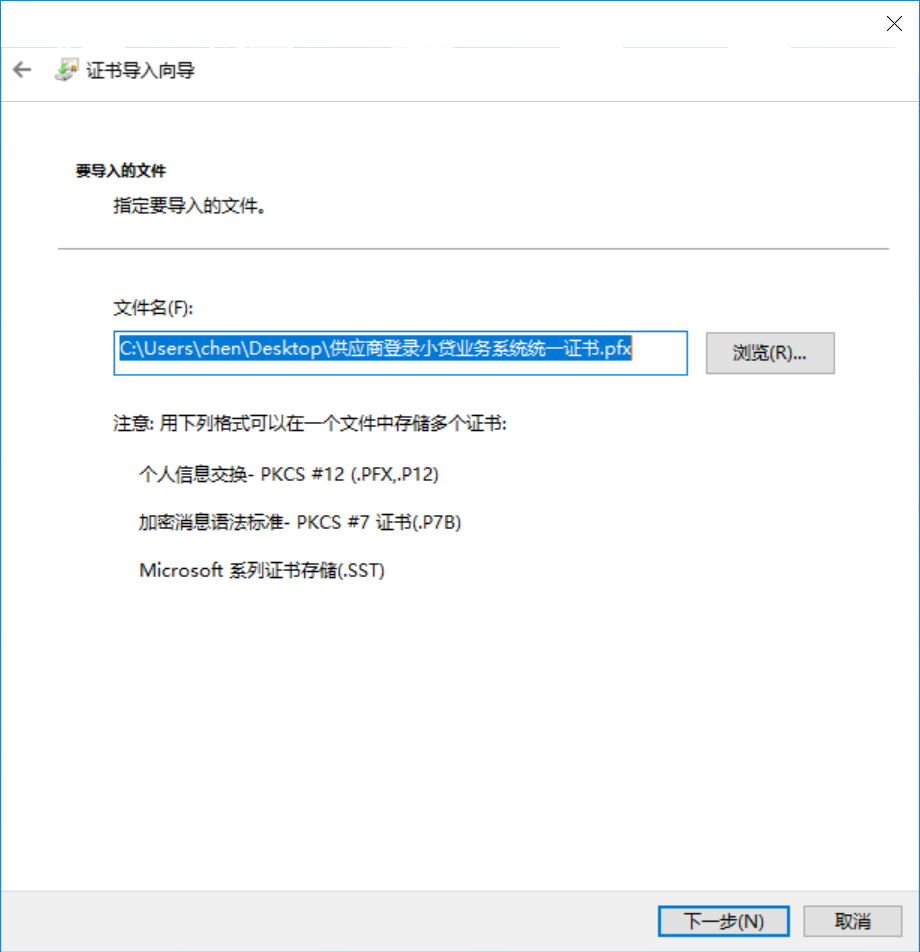 证书导入向导
要导入的文件
指定要导入的文件。
文件名(F):
C:\Users\chen\Desktop\供应商登录小贷业务系统统一证书.pfx
浏览(R)...
注意: 用下列格式可以在一个文件中存储多个证书:
个人信息交换- PKCS #12 (.PFX,.P12)
加密消息语法标准- PKCS #7 证书(.P7B)
Microsoft 系列证书存储(.SST)
下一步(N)
取消